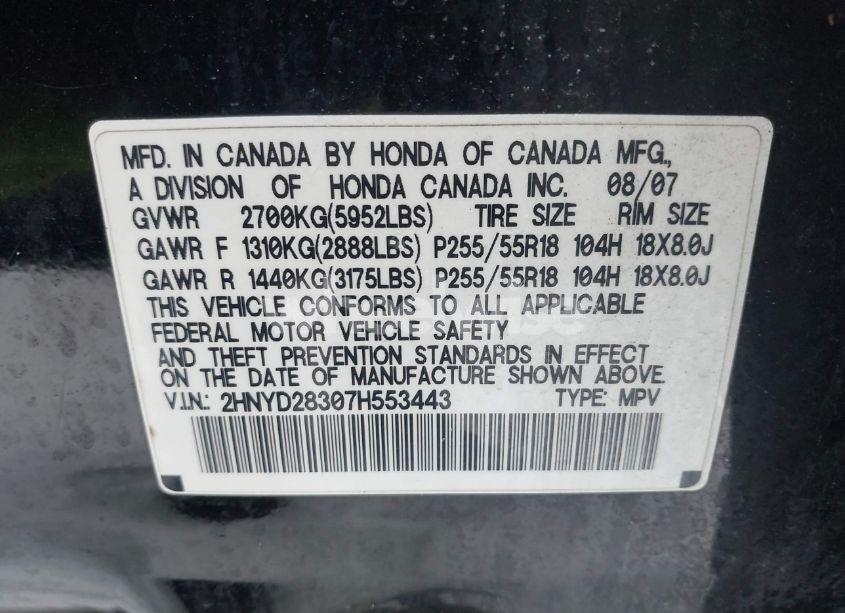 MFD. IN CANADA BY HONDA OF CANADA MFG.,
A DIVISION OF HONDA CANADA INC. 08/07
GVWR 2700KG(5952LBS) TIRE SIZE RIM SIZE
GAWR F 1310KG(2888LBS) P255/55R18 104H 18X8.0J
GAWR R 1440KG(3175LBS) P255/55R18 104H 18X8.0J
THIS VEHICLE CONFORMS TO ALL APPLICABLE
FEDERAL MOTOR VEHICLE SAFETY
AND THEFT PREVENTION STANDARDS IN EFFECT
ON THE DATE OF MANUFACTURE SHOWN ABOVE.
V.I.N.: 2HNYD28307H553443 TYPE: MPV